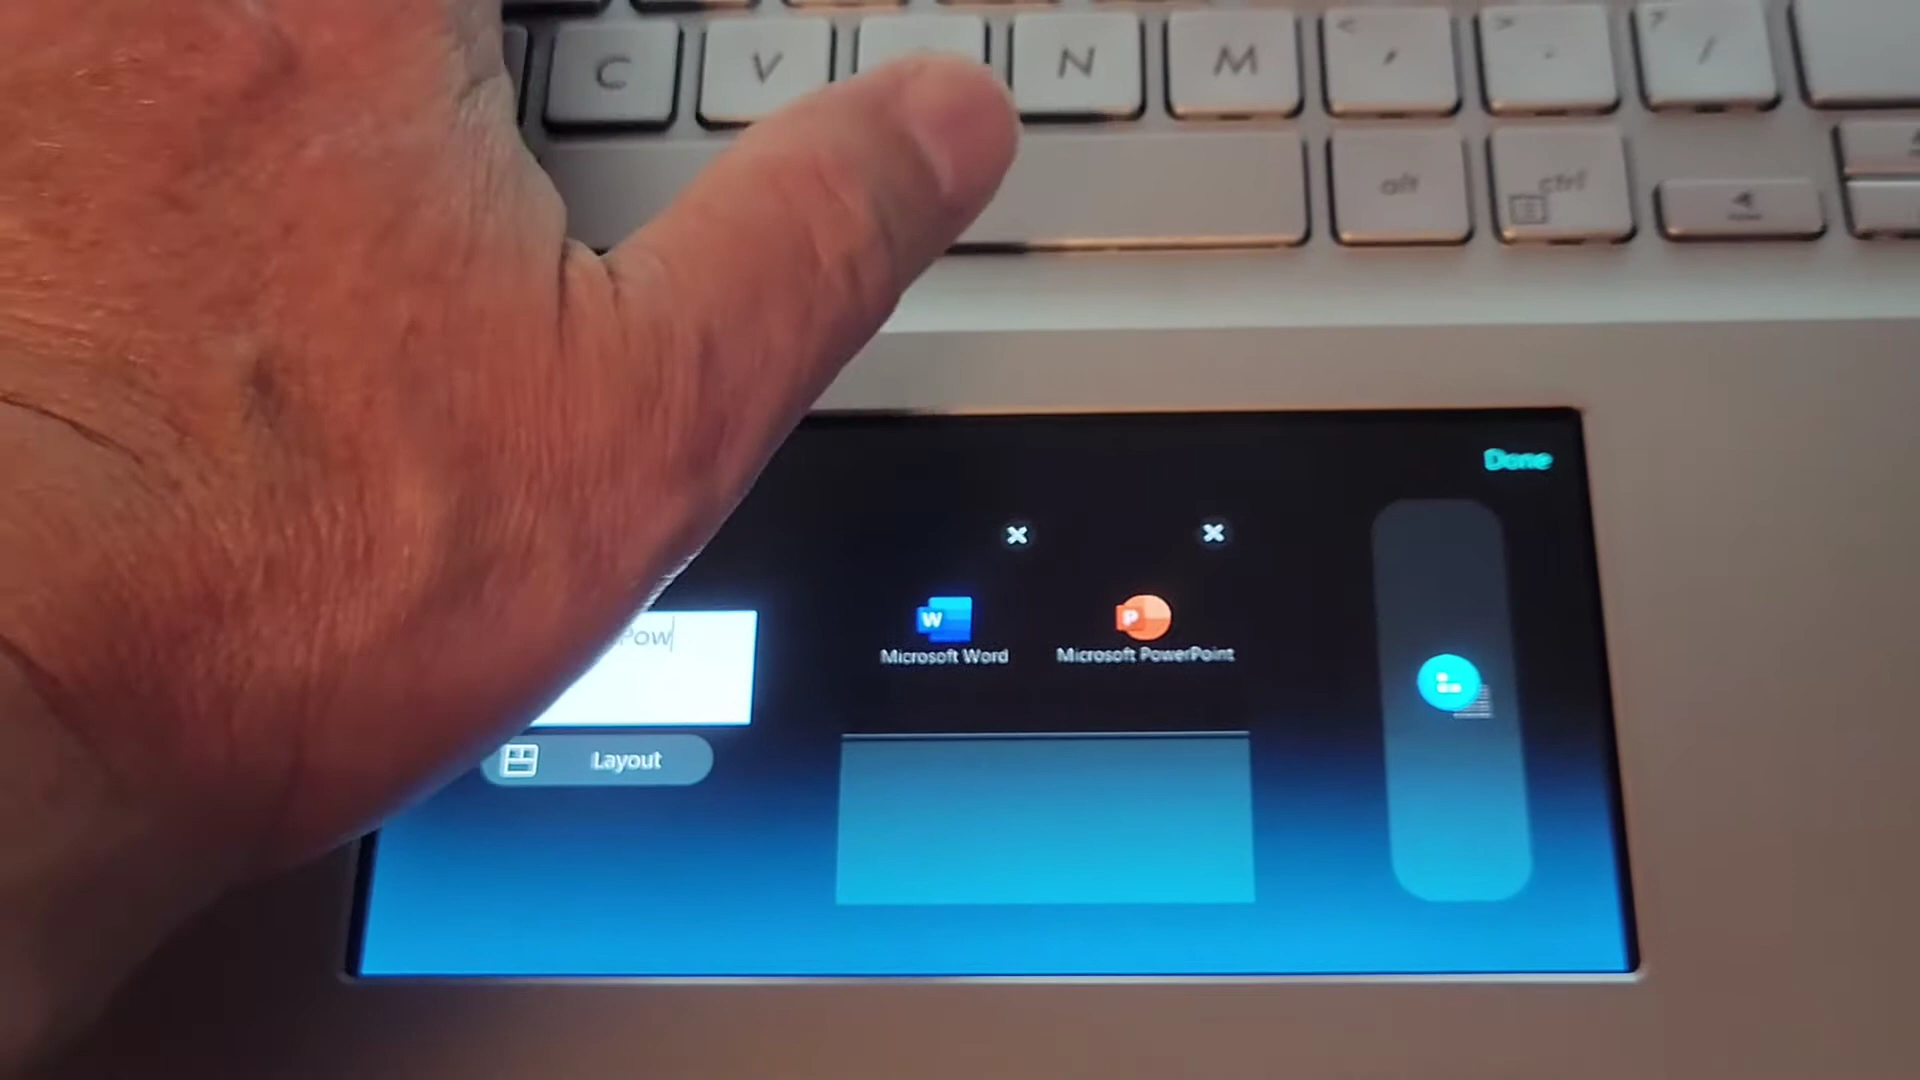 C V N M < , > . ? /
alt ctrl
Done
Pow
W P
Microsoft Word Microsoft PowerPoint
Layout